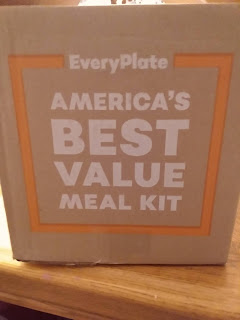 EveryPlate
AMERICA'S
BEST
VALUE
MEAL KIT